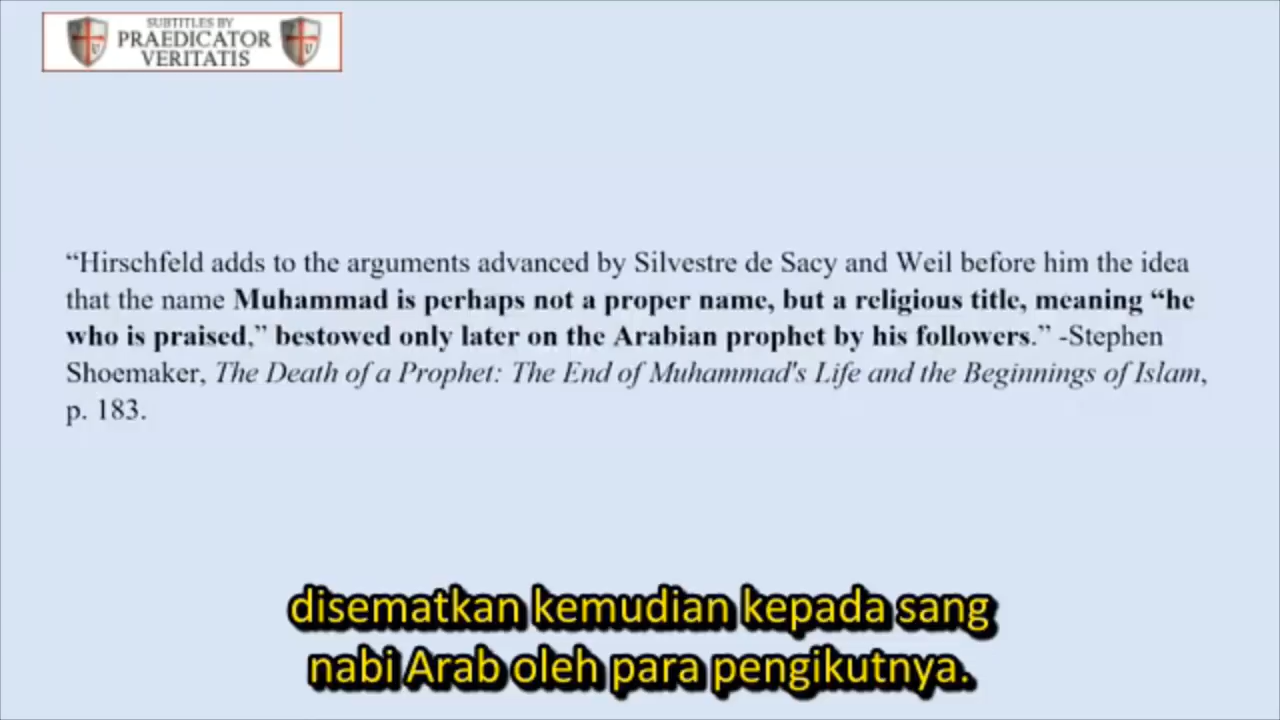 SUBTITLES BY
PRAEDICATOR
VERITATIS
“Hirschfeld adds to the arguments advanced by Silvestre de Sacy and Weil before him the idea
that the name Muhammad is perhaps not a proper name, but a religious title, meaning “he
who is praised,” bestowed only later on the Arabian prophet by his followers.” -Stephen
Shoemaker, The Death of a Prophet: The End of Muhammad's Life and the Beginnings of Islam,
p. 183.
disematkan kemudian kepada sang
nabi Arab oleh para pengikutnya.